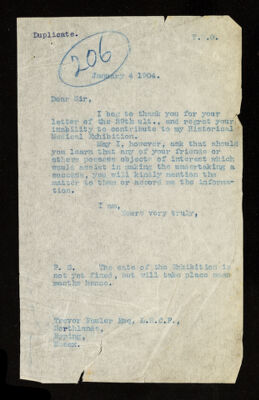 Duplicate.
206
January 4 1904.
Dear Sir,
I beg to thank you for your
letter of the 29th ult., and regret your
inability to contribute to my Historical
Medical Exhibition.
May I, however, ask that should
you learn that any of your friends or
others possess objects of interest which
would assist in making the undertaking a
success, you will kindly mention the
matter to them or accord me the informa-
tion.
I am,
Yours very truly,
P. S. The date of the Exhibition is
not yet fixed, but will take place some
months hence.
Trevor Fowler Esq, L.R.C.P.,
Northlands,
Epping,
Essex.